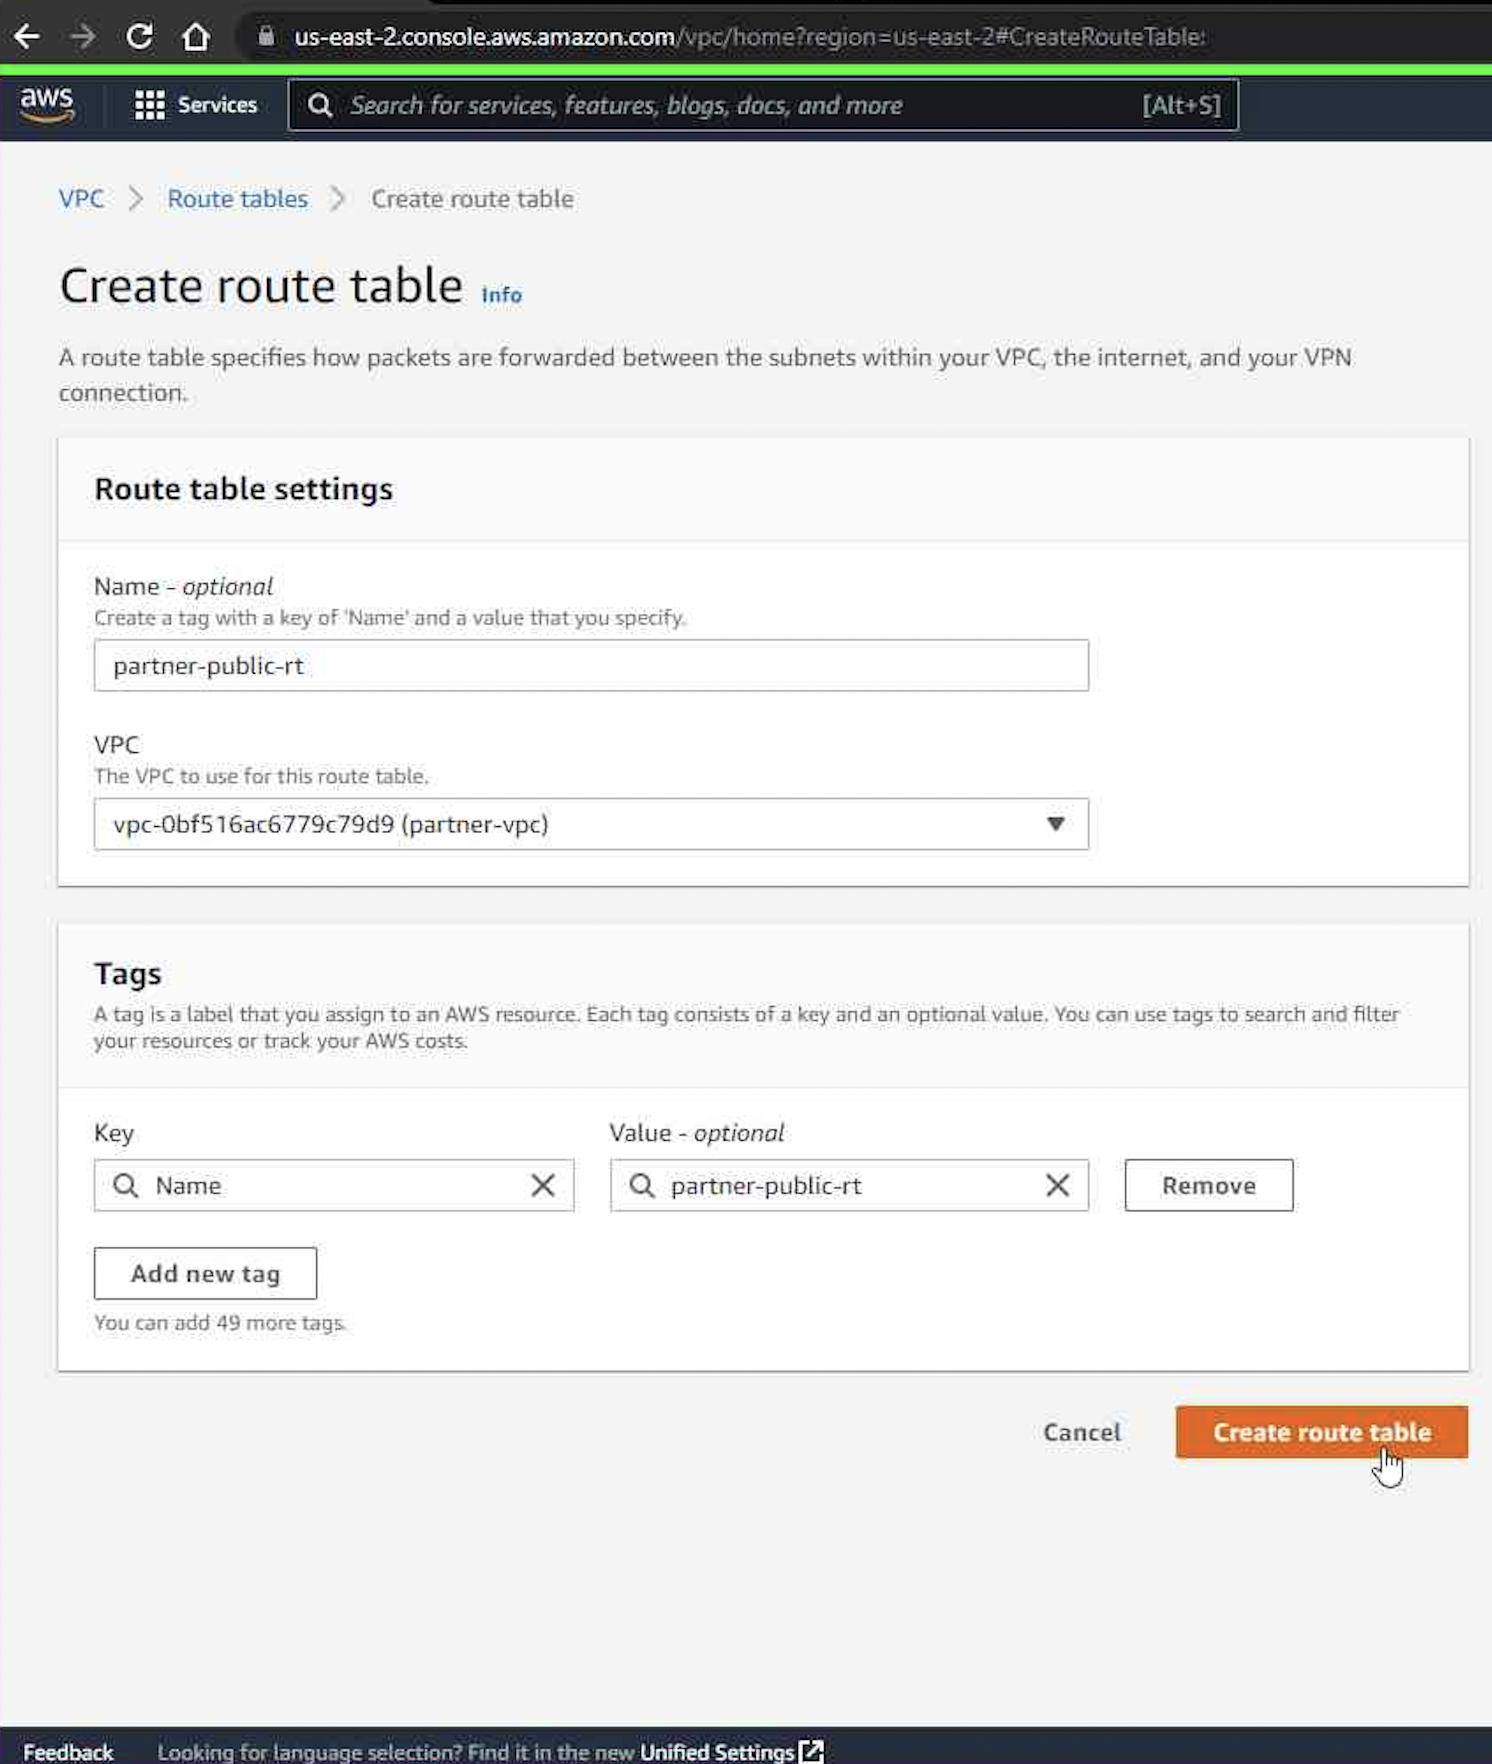 us-east-2.console.aws.amazon.com/vpc/home?region=us-east-2#CreateRouteTable:
aws Services Search for services, features, blogs, docs, and more [Alt+S]
VPC Route tables Create route table
Create route table Info
A route table specifies how packets are forwarded between the subnets within your VPC, the internet, and your VPN
connection.
Route table settings
Name - optional
Create a tag with a key of 'Name' and a value that you specify.
partner-public-rt
VPC
The VPC to use for this route table.
vpc-0bf516ac6779c79d9 (partner-vpc)
Tags
A tag is a label that you assign to an AWS resource. Each tag consists of a key and an optional value. You can use tags to search and filter
your resources or track your AWS costs.
Key Value - optional
Name partner-public-rt Remove
Add new tag
You can add 49 more tags.
Cancel Create route table
Feedback Looking for language selection? Find it in the new Unified Settings